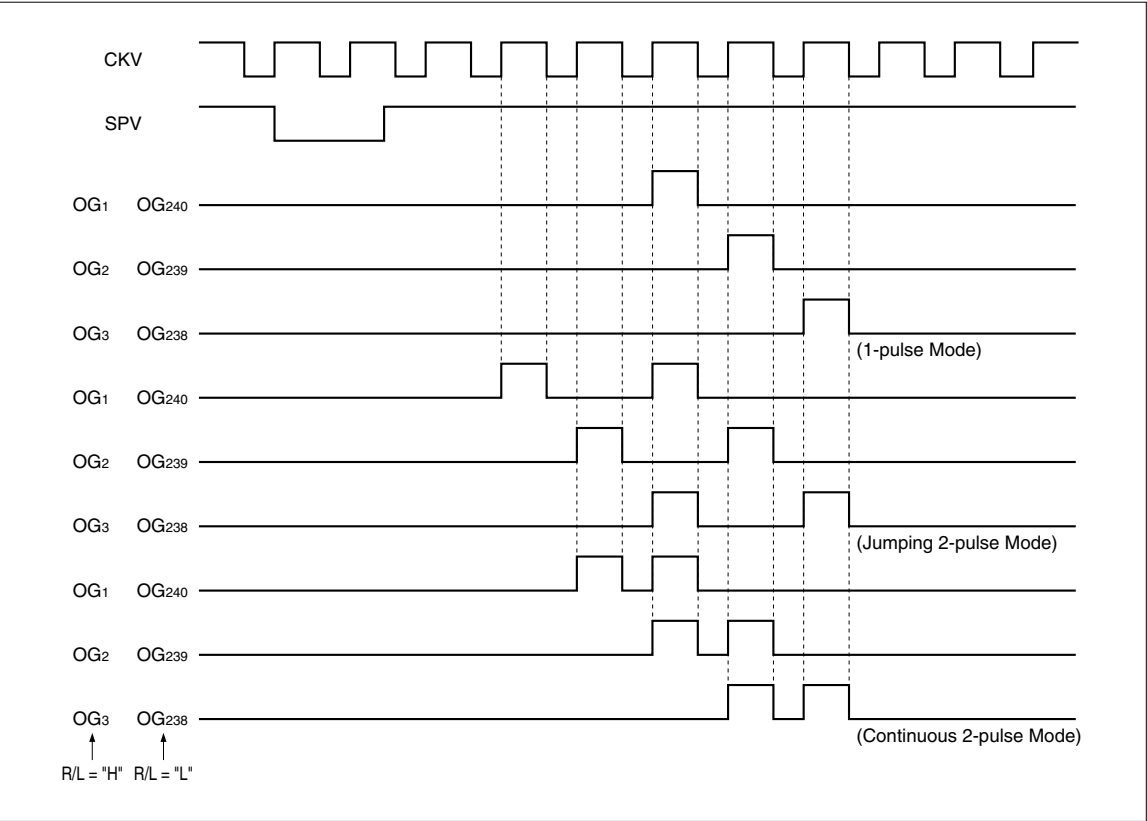 CKV
SPV
OG1 OG240
OG2 OG239
OG3 OG238
(1-pulse Mode)
OG1 OG240
OG2 OG239
OG3 OG238
(Jumping 2-pulse Mode)
OG1 OG240
OG2 OG239
OG3 OG238
(Continuous 2-pulse Mode)
R/L = "H" R/L = "L"